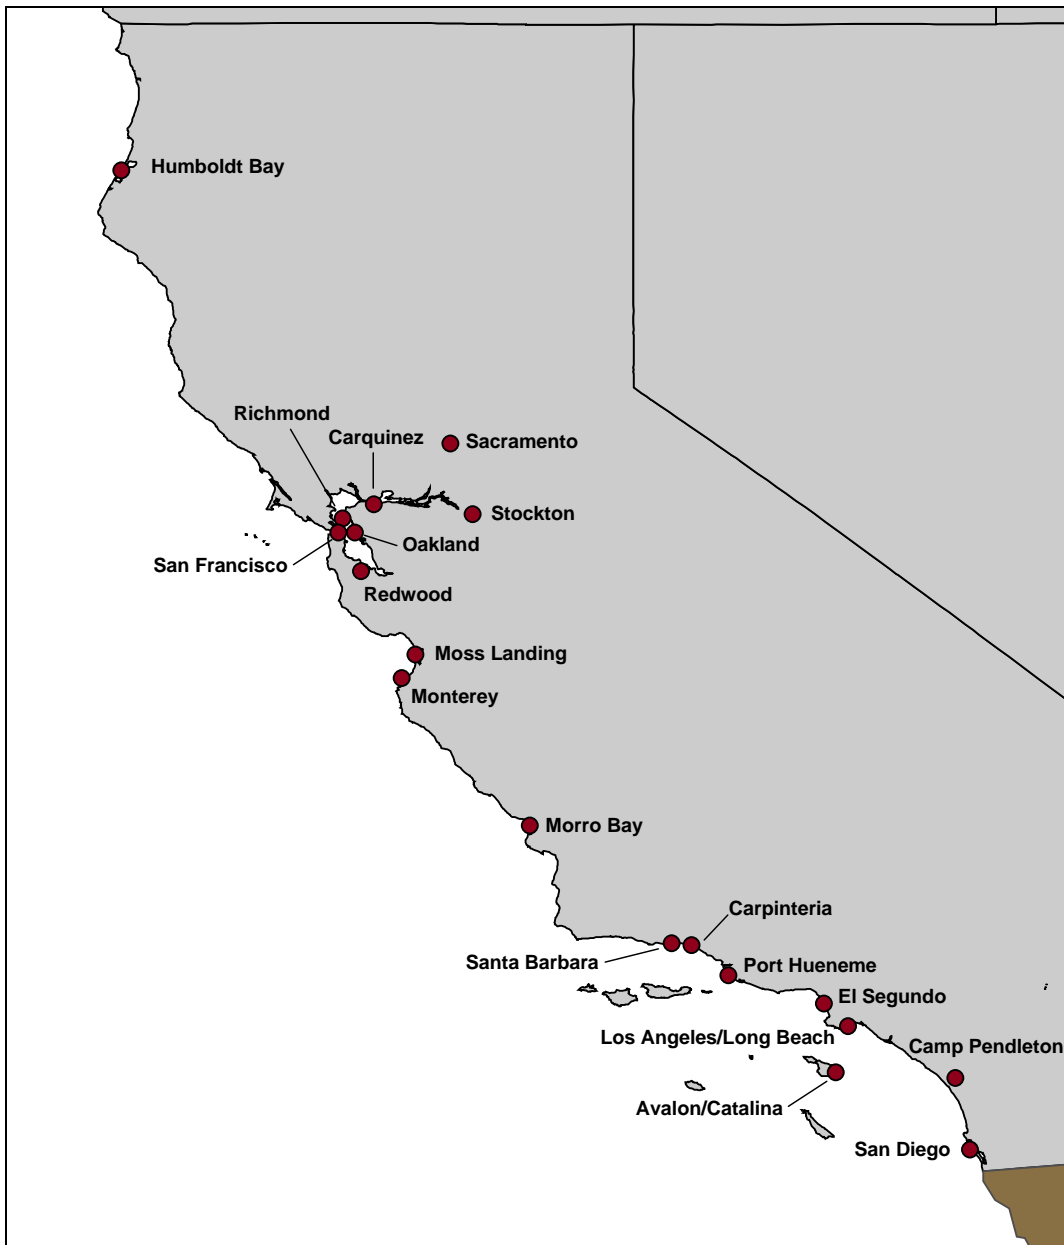 Humboldt Bay
Richmond
Carquinez
Sacramento
Stockton
Oakland
San Francisco
Redwood
Moss Landing
Monterey
Morro Bay
Carpinteria
Santa Barbara
Port Hueneme
El Segundo
Los Angeles/Long Beach
Camp Pendleton
Avalon/Catalina
San Diego